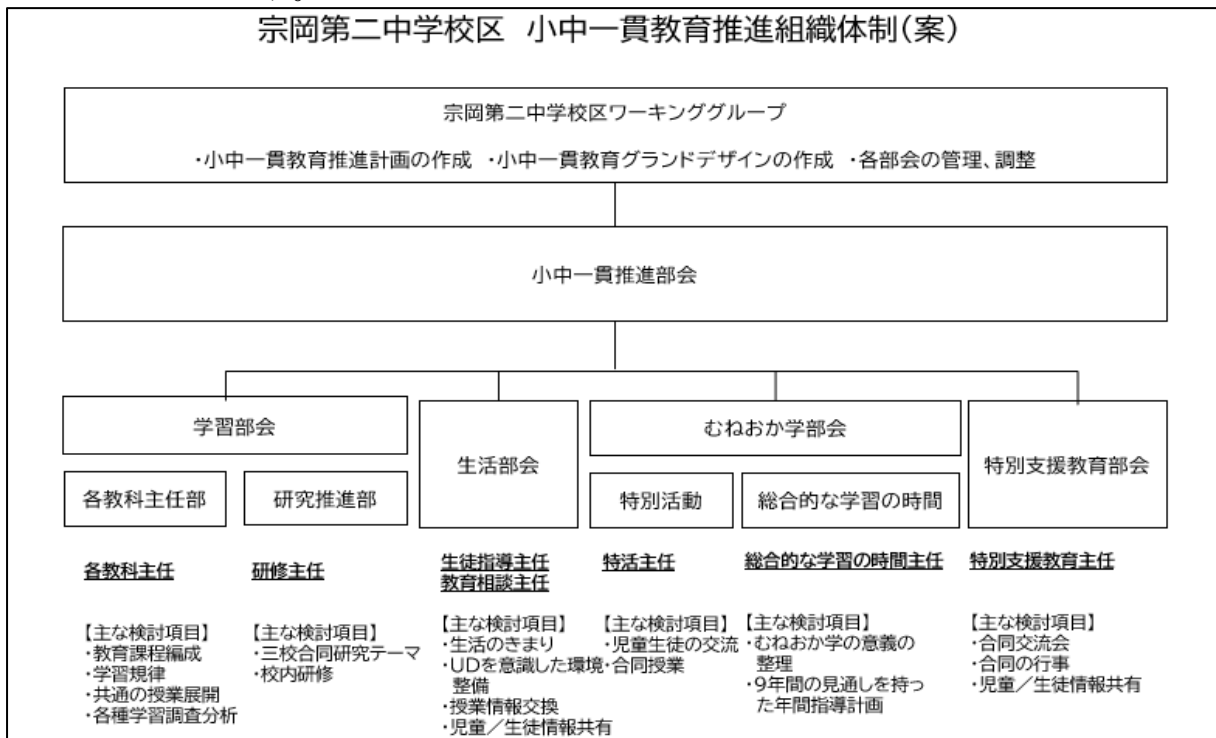 宗岡第二中学校区 小中一貫教育推進組織体制(案)
宗岡第二中学校区ワーキンググループ
・小中一貫教育推進計画の作成 ・小中一貫教育グランドデザインの作成 ・各部会の管理、調整
小中一貫推進部会
学習部会
各教科主任部
研究推進部
生活部会
むねおか学部会
特別活動
総合的な学習の時間
特別支援教育部会
各教科主任
【主な検討項目】
・教育課程編成
・学習規律
・共通の授業展開
・各種学習調査分析
研修主任
【主な検討項目】
・三校合同研究テーマ
・校内研修
生徒指導主任
教育相談主任
【主な検討項目】
・生活のきまり
・UDを意識した環境
整備
・授業情報交換
・児童/生徒情報共有
特活主任
【主な検討項目】
・児童生徒の交流
・合同授業
総合的な学習の時間主任
【主な検討項目】
・むねおか学の意義の
整理
・9年間の見通しを持っ
た年間指導計画
特別支援教育主任
【主な検討項目】
・合同交流会
・合同の行事
・児童/生徒情報共有